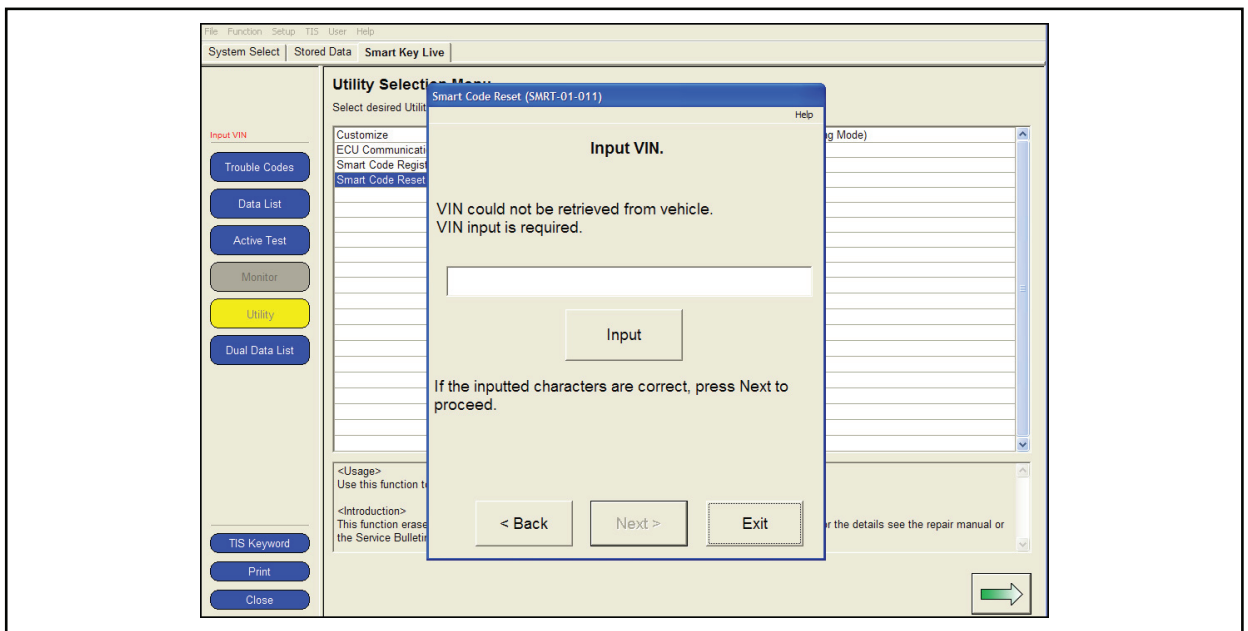 File Function Setup TIS User Help
System Select Stored Data Smart Key Live
Utility Selection Menu
Select desired Utilit
Input VIN
Trouble Codes
Data List
Active Test
Monitor
Utility
Dual Data List
TIS Keyword
Print
Close
Customize
ECU Communicati
Smart Code Regist
Smart Code Reset
g Mode)
Smart Code Reset (SMRT-01-011)
Help
Input VIN.
VIN could not be retrieved from vehicle.
VIN input is required.
Input
If the inputted characters are correct, press Next to
proceed.
< Back Next > Exit
<Usage>
Use this function t
<Introduction>
This function erase r the details see the repair manual or
the Service Bulletin